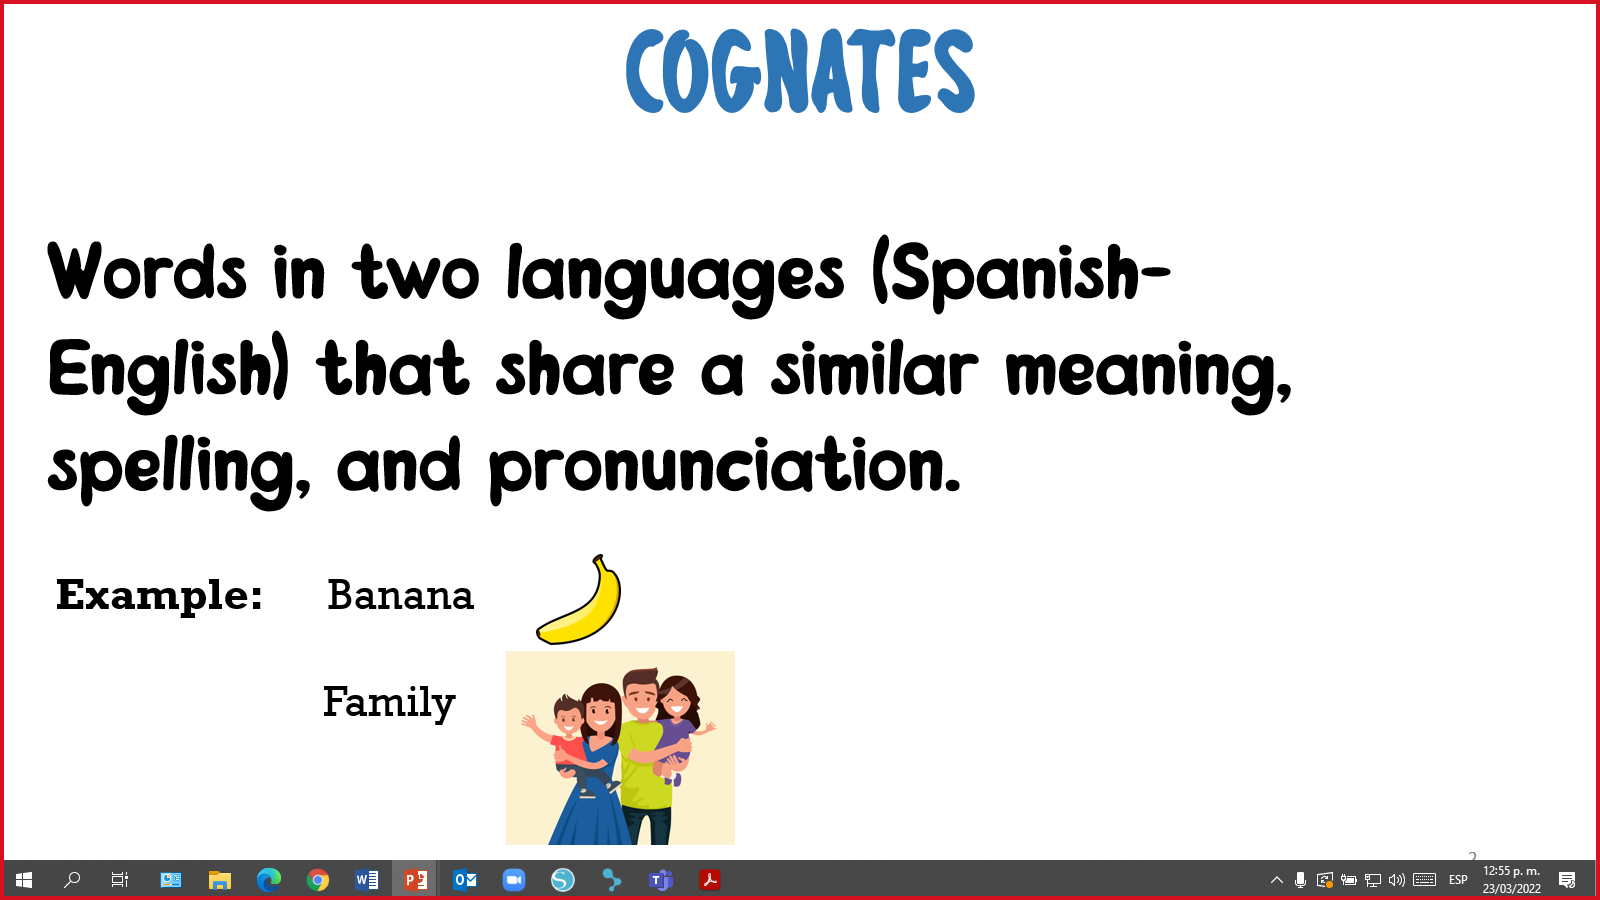 COGNATES
Words in two languages (Spanish-
English) that share a similar meaning,
spelling, and pronunciation.
Example: Banana
Family
2
ESP
12:55 p. m.
23/03/2022